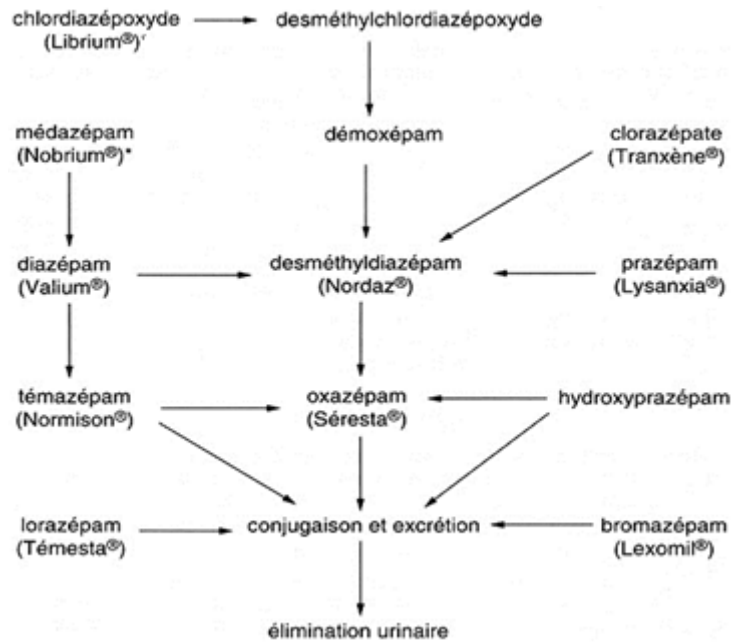 chlordiazépoxyde
(Librium®)*
desméthylchlordiazépoxyde
médazépam
(Nobrium®)*
démoxépam
clorazépate
(Tranxène®)
diazépam
(Valium®)
desméthyldiazépam
(Nordaz®)
prazépam
(Lysanxia®)
témazépam
(Normison®)
oxazépam
(Séresta®)
hydroxyprazépam
lorazépam
(Témesta®)
conjugaison et excrétion
bromazépam
(Lexomil®)
élimination urinaire